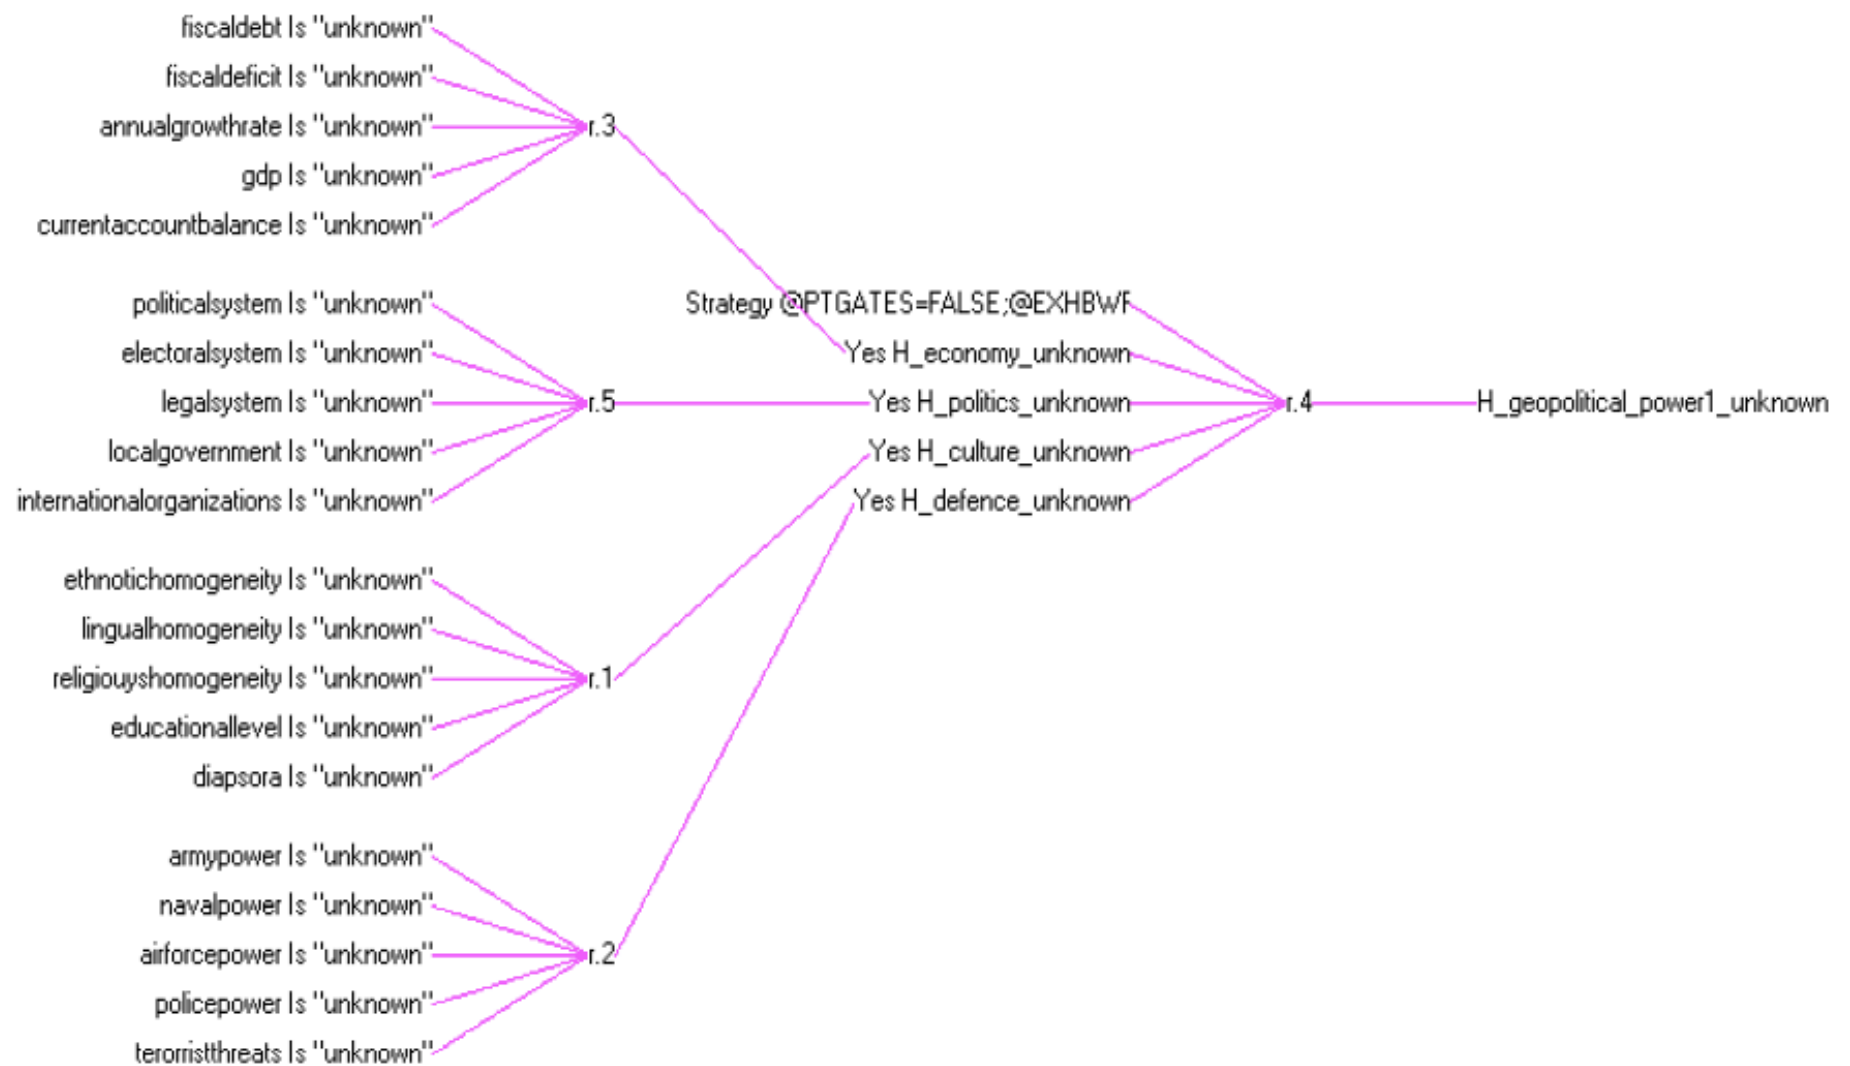 fiscaldebt Is "unknown"
fiscaldeficit Is "unknown"
annualgrowthrate Is "unknown"
r.3
gdp Is "unknown"
currentaccountbalance Is "unknown"
politicalsystem Is "unknown"
Strategy @PTGATES=FALSE;@EXHBWF
electoralsystem Is "unknown"
Yes H_economy_unknown
legalsystem Is "unknown"
r.5
Yes H_politics_unknown
r.4
H_geopolitical_power1_unknown
localgovernment Is "unknown"
Yes H_culture_unknown
internationalorganizations Is "unknown"
Yes H_defence_unknown
ethnotichomogeneity Is "unknown"
lingualhomogeneity Is "unknown"
religiouyshomogeneity Is "unknown"
r.1
educationallevel Is "unknown"
diapsora Is "unknown"
armypower Is "unknown"
navalpower Is "unknown"
airforcepower Is "unknown"
r.2
policepower Is "unknown"
terorristthreats Is "unknown"